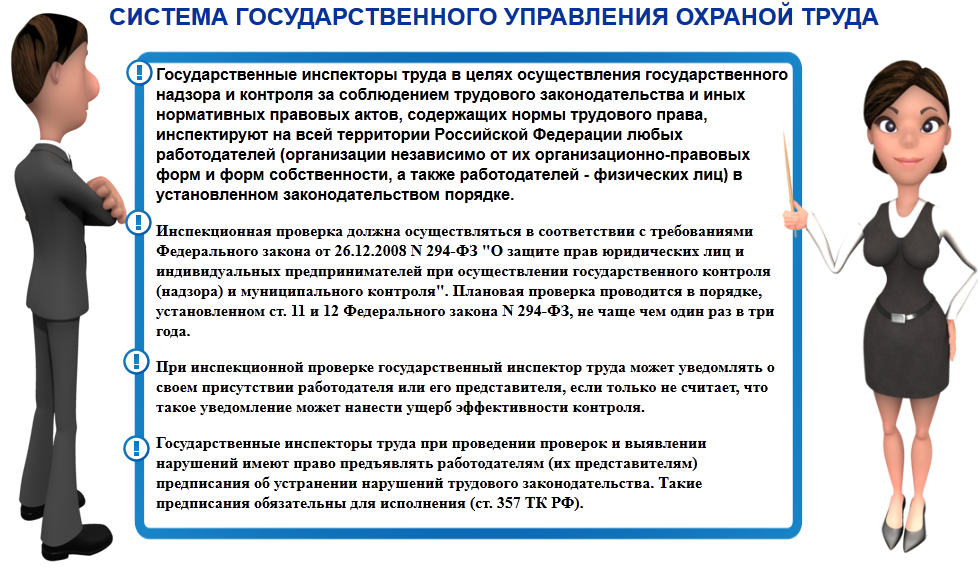 СИСТЕМА ГОСУДАРСТВЕННОГО УПРАВЛЕНИЯ ОХРАНОЙ ТРУДА
Государственные инспекторы труда в целях осуществления государственного
надзора и контроля за соблюдением трудового законодательства и иных
нормативных правовых актов, содержащих нормы трудового права,
инспектируют на всей территории Российской Федерации любых
работодателей (организации независимо от их организационно-правовых
форм и форм собственности, а также работодателей - физических лиц) в
установленном законодательством порядке.
Инспекционная проверка должна осуществляться в соответствии с требованиями
Федерального закона от 26.12.2008 N 294-ФЗ "О защите прав юридических лиц и
индивидуальных предпринимателей при осуществлении государственного контроля
(надзора) и муниципального контроля". Плановая проверка проводится в порядке,
установленном ст. 11 и 12 Федерального закона N 294-ФЗ, не чаще чем один раз в три
года.
При инспекционной проверке государственный инспектор труда может уведомлять о
своем присутствии работодателя или его представителя, если только не считает, что
такое уведомление может нанести ущерб эффективности контроля.
Государственные инспекторы труда при проведении проверок и выявлении
нарушений имеют право предъявлять работодателям (их представителям)
предписания об устранении нарушений трудового законодательства. Такие
предписания обязательны для исполнения (ст. 357 ТК РФ).